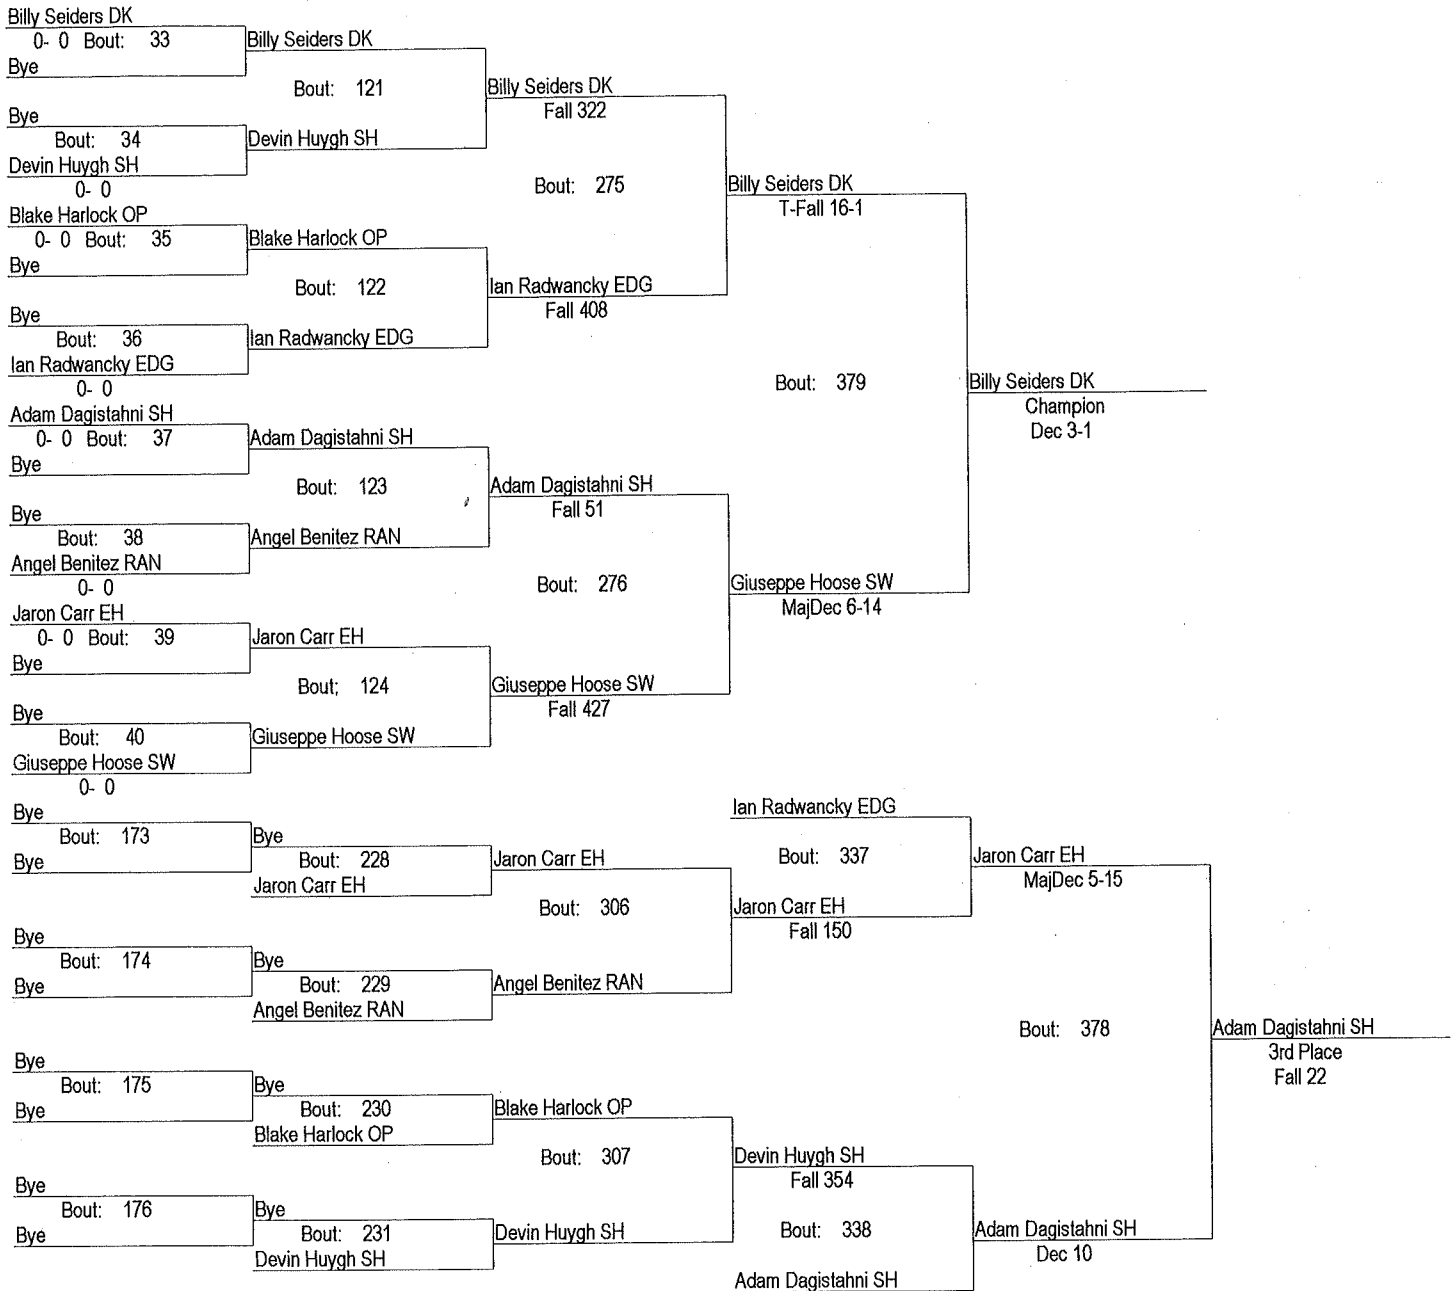 Billy Seiders DK
0- 0 Bout: 33
Bye
Billy Seiders DK
Bout: 121
Bye
Bout: 34
Devin Huygh SH
0- 0
Devin Huygh SH
Billy Seiders DK
Fall 322
Bout: 275
Blake Harlock OP
0- 0 Bout: 35
Bye
Blake Harlock OP
Bout: 122
Bye
Bout: 36
Ian Radwancky EDG
0- 0
Ian Radwancky EDG
Ian Radwancky EDG
Fall 408
Billy Seiders DK
T-Fall 16-1
Bout: 379
Adam Dagistahni SH
0- 0 Bout: 37
Bye
Adam Dagistahni SH
Bout: 123
Bye
Bout: 38
Angel Benitez RAN
0- 0
Angel Benitez RAN
Adam Dagistahni SH
Fall 51
Bout: 276
Jaron Carr EH
0- 0 Bout: 39
Bye
Jaron Carr EH
Bout; 124
Bye
Bout: 40
Giuseppe Hoose SW
0- 0
Giuseppe Hoose SW
Giuseppe Hoose SW
Fall 427
Giuseppe Hoose SW
MajDec 6-14
Billy Seiders DK
Champion
Dec 3-1
Bye
Bout: 173
Bye
Bye
Bout: 228
Jaron Carr EH
Jaron Carr EH
Bout: 306
Bye
Bout: 174
Bye
Bye
Bout: 229
Angel Benitez RAN
Angel Benitez RAN
Ian Radwancky EDG
Bout: 337
Jaron Carr EH
Fall 150
Jaron Carr EH
MajDec 5-15
Bout: 378
Bye
Bout: 175
Bye
Bye
Bout: 230
Blake Harlock OP
Blake Harlock OP
Bout: 307
Bye
Bout: 176
Bye
Bye
Bout: 231
Devin Huygh SH
Devin Huygh SH
Devin Huygh SH
Fall 354
Bout: 338
Adam Dagistahni SH
Adam Dagistahni SH
Dec 10
Adam Dagistahni SH
3rd Place
Fall 22